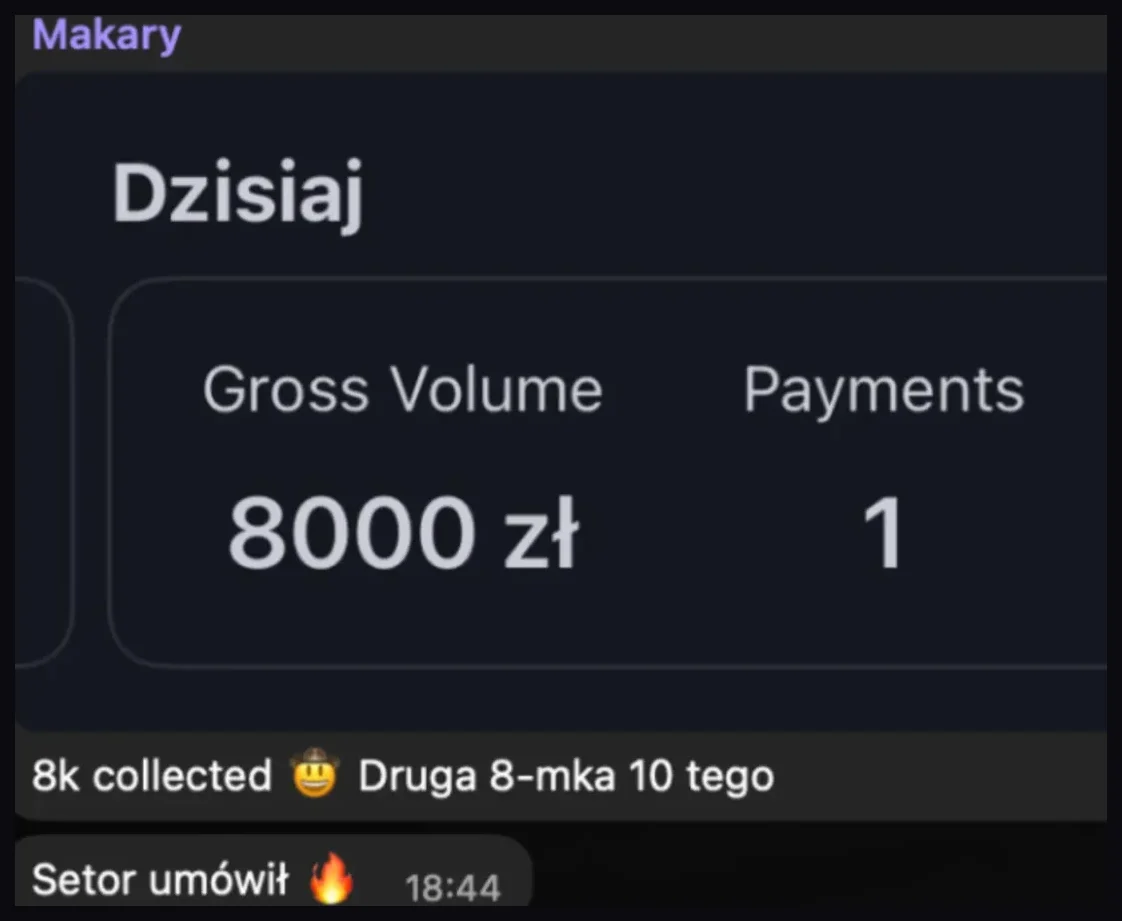 Makary
Dzisiaj
Gross Volume Payments
8000 zł 1
8k collected 🤠 Druga 8-mka 10 tego
Setor umówił 🔥 18:44